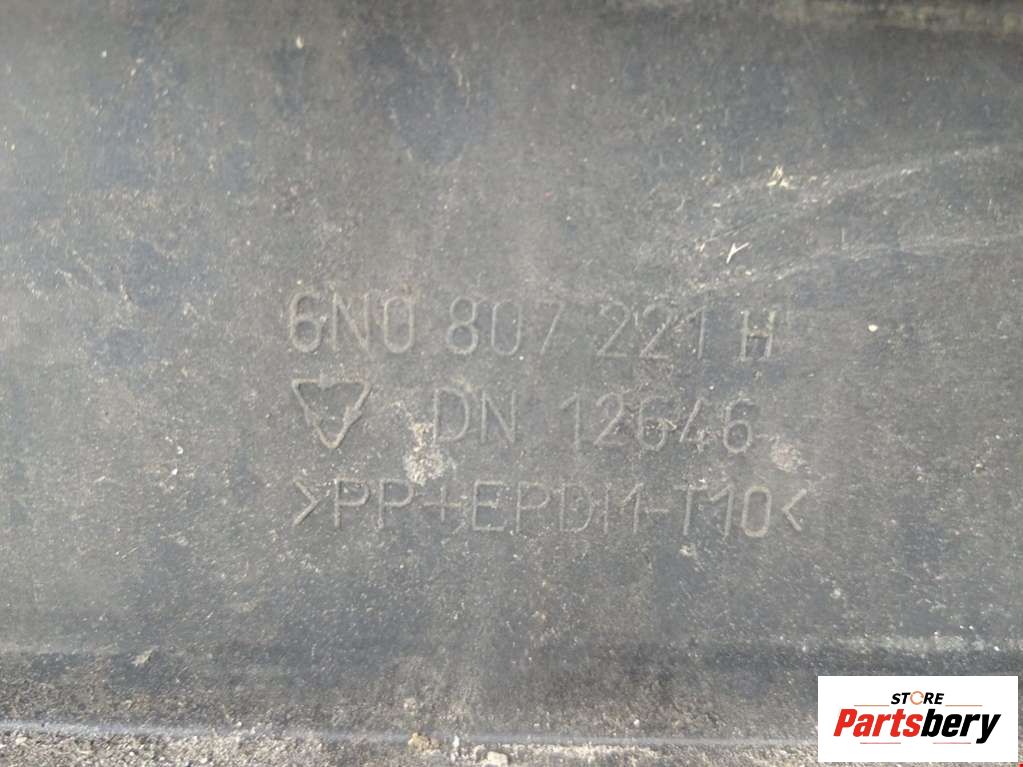 6N0 807 221 H
DN 12646
>PP+EPDM-T10<
STORE
Partsbery